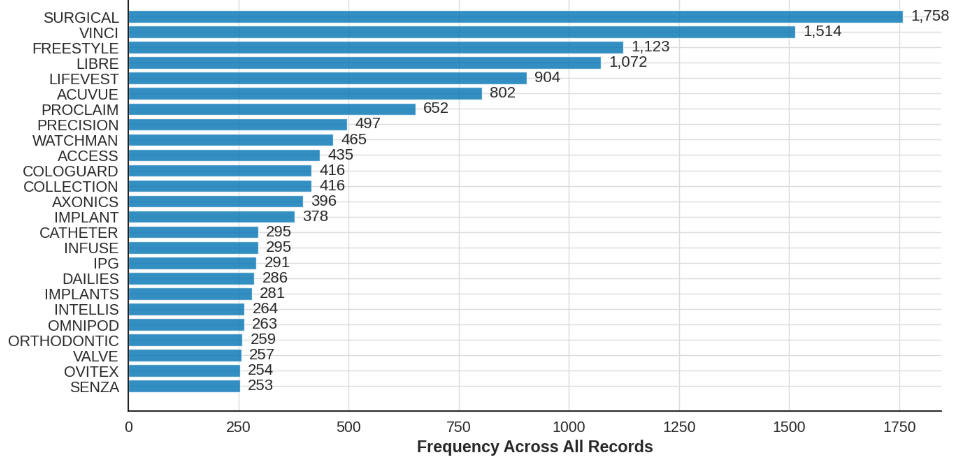 SURGICAL 1,758
VINCI 1,514
FREESTYLE 1,123
LIBRE 1,072
LIFEVEST 904
ACUVUE 802
PROCLAIM 652
PRECISION 497
WATCHMAN 465
ACCESS 435
COLOGUARD 416
COLLECTION 416
AXONICS 396
IMPLANT 378
CATHETER 295
INFUSE 295
IPG 291
DAILIES 286
IMPLANTS 281
INTELLIS 264
OMNIPOD 263
ORTHODONTIC 259
VALVE 257
OVITEX 254
SENZA 253
0 250 500 750 1000 1250 1500 1750
Frequency Across All Records